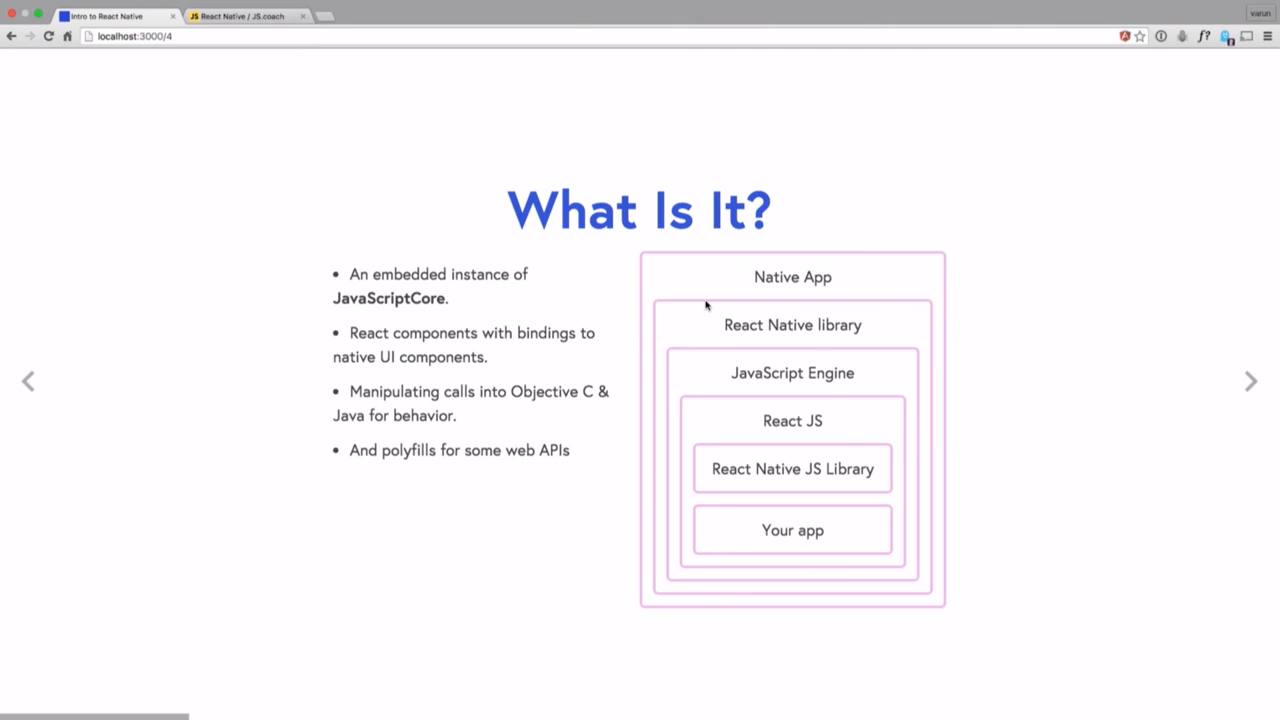 Intro to React Native
JS React Native / JS.coach
varun
localhost:3000/4
f?
What Is It?
• An embedded instance of
JavaScriptCore.
• React components with bindings to
native UI components.
• Manipulating calls into Objective C &
Java for behavior.
• And polyfills for some web APIs
Native App
React Native library
JavaScript Engine
React JS
React Native JS Library
Your app